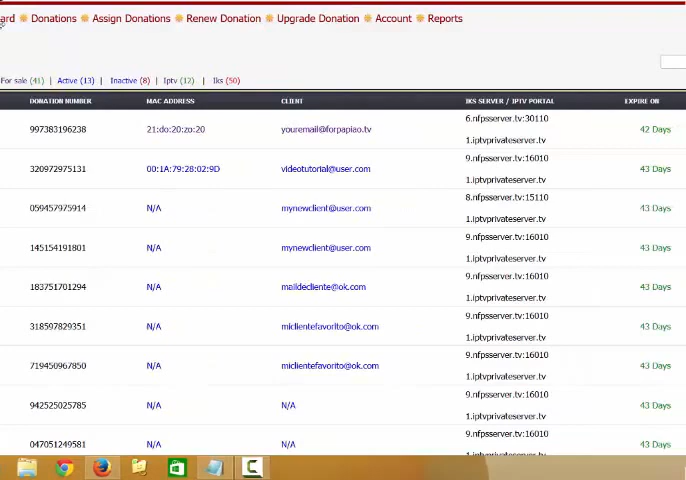 ard Donations Assign Donations Renew Donation Upgrade Donation Account Reports
For sale (41) | Active (13) | Inactive (8) | Iptv (12) | Iks (50)
DONATION NUMBER MAC ADDRESS CLIENT IKS SERVER / IPTV PORTAL EXPIRE ON
997383196238 21:do:20:zo:20 youremail@forpapiao.tv 6.nfpsserver.tv:30110 42 Days
1.iptvprivateserver.tv
320972975131 00:1A:79:28:02:9D videotutorial@user.com 9.nfpsserver.tv:16010 43 Days
1.iptvprivateserver.tv
059457975914 N/A mynewclient@user.com 8.nfpsserver.tv:15110 43 Days
1.iptvprivateserver.tv
145154191801 N/A mynewclient@user.com 9.nfpsserver.tv:16010 43 Days
1.iptvprivateserver.tv
183751701294 N/A maildecliente@ok.com 9.nfpsserver.tv:16010 43 Days
1.iptvprivateserver.tv
318597829351 N/A miclientefavorito@ok.com 9.nfpsserver.tv:16010 43 Days
1.iptvprivateserver.tv
719450967850 N/A miclientefavorito@ok.com 9.nfpsserver.tv:16010 43 Days
1.iptvprivateserver.tv
942525025785 N/A N/A 9.nfpsserver.tv:16010 43 Days
1.iptvprivateserver.tv
047051249581 N/A N/A 9.nfpsserver.tv:16010 43 Days